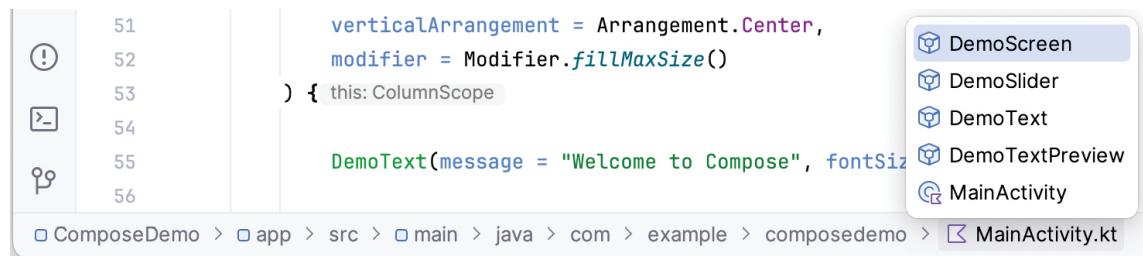 51 verticalArrangement = Arrangement.Center,
52 modifier = Modifier.fillMaxSize()
53 ) { this: ColumnScope
54
55 DemoText(message = "Welcome to Compose", fontSiz
56
DemoScreen
DemoSlider
DemoText
DemoTextPreview
MainActivity
ComposeDemo > app > src > main > java > com > example > composedemo > MainActivity.kt